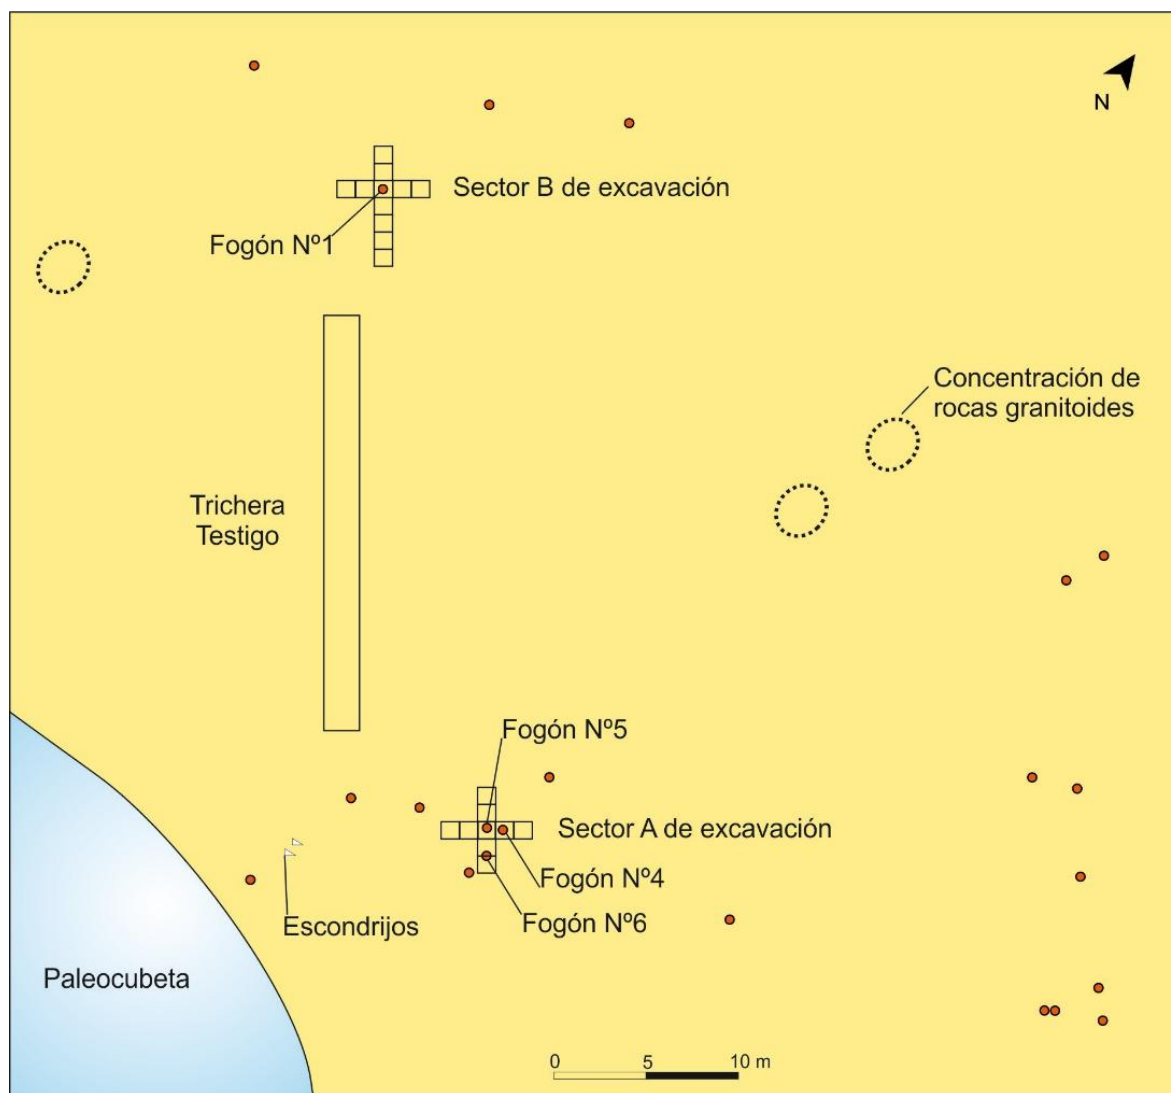 N
Sector B de excavación
Fogón Nº1
Concentración de
rocas granitoides
Trichera
Testigo
Fogón Nº5
Sector A de excavación
Fogón Nº4
Fogón Nº6
Escondrijos
Paleocubeta
0 5 10 m